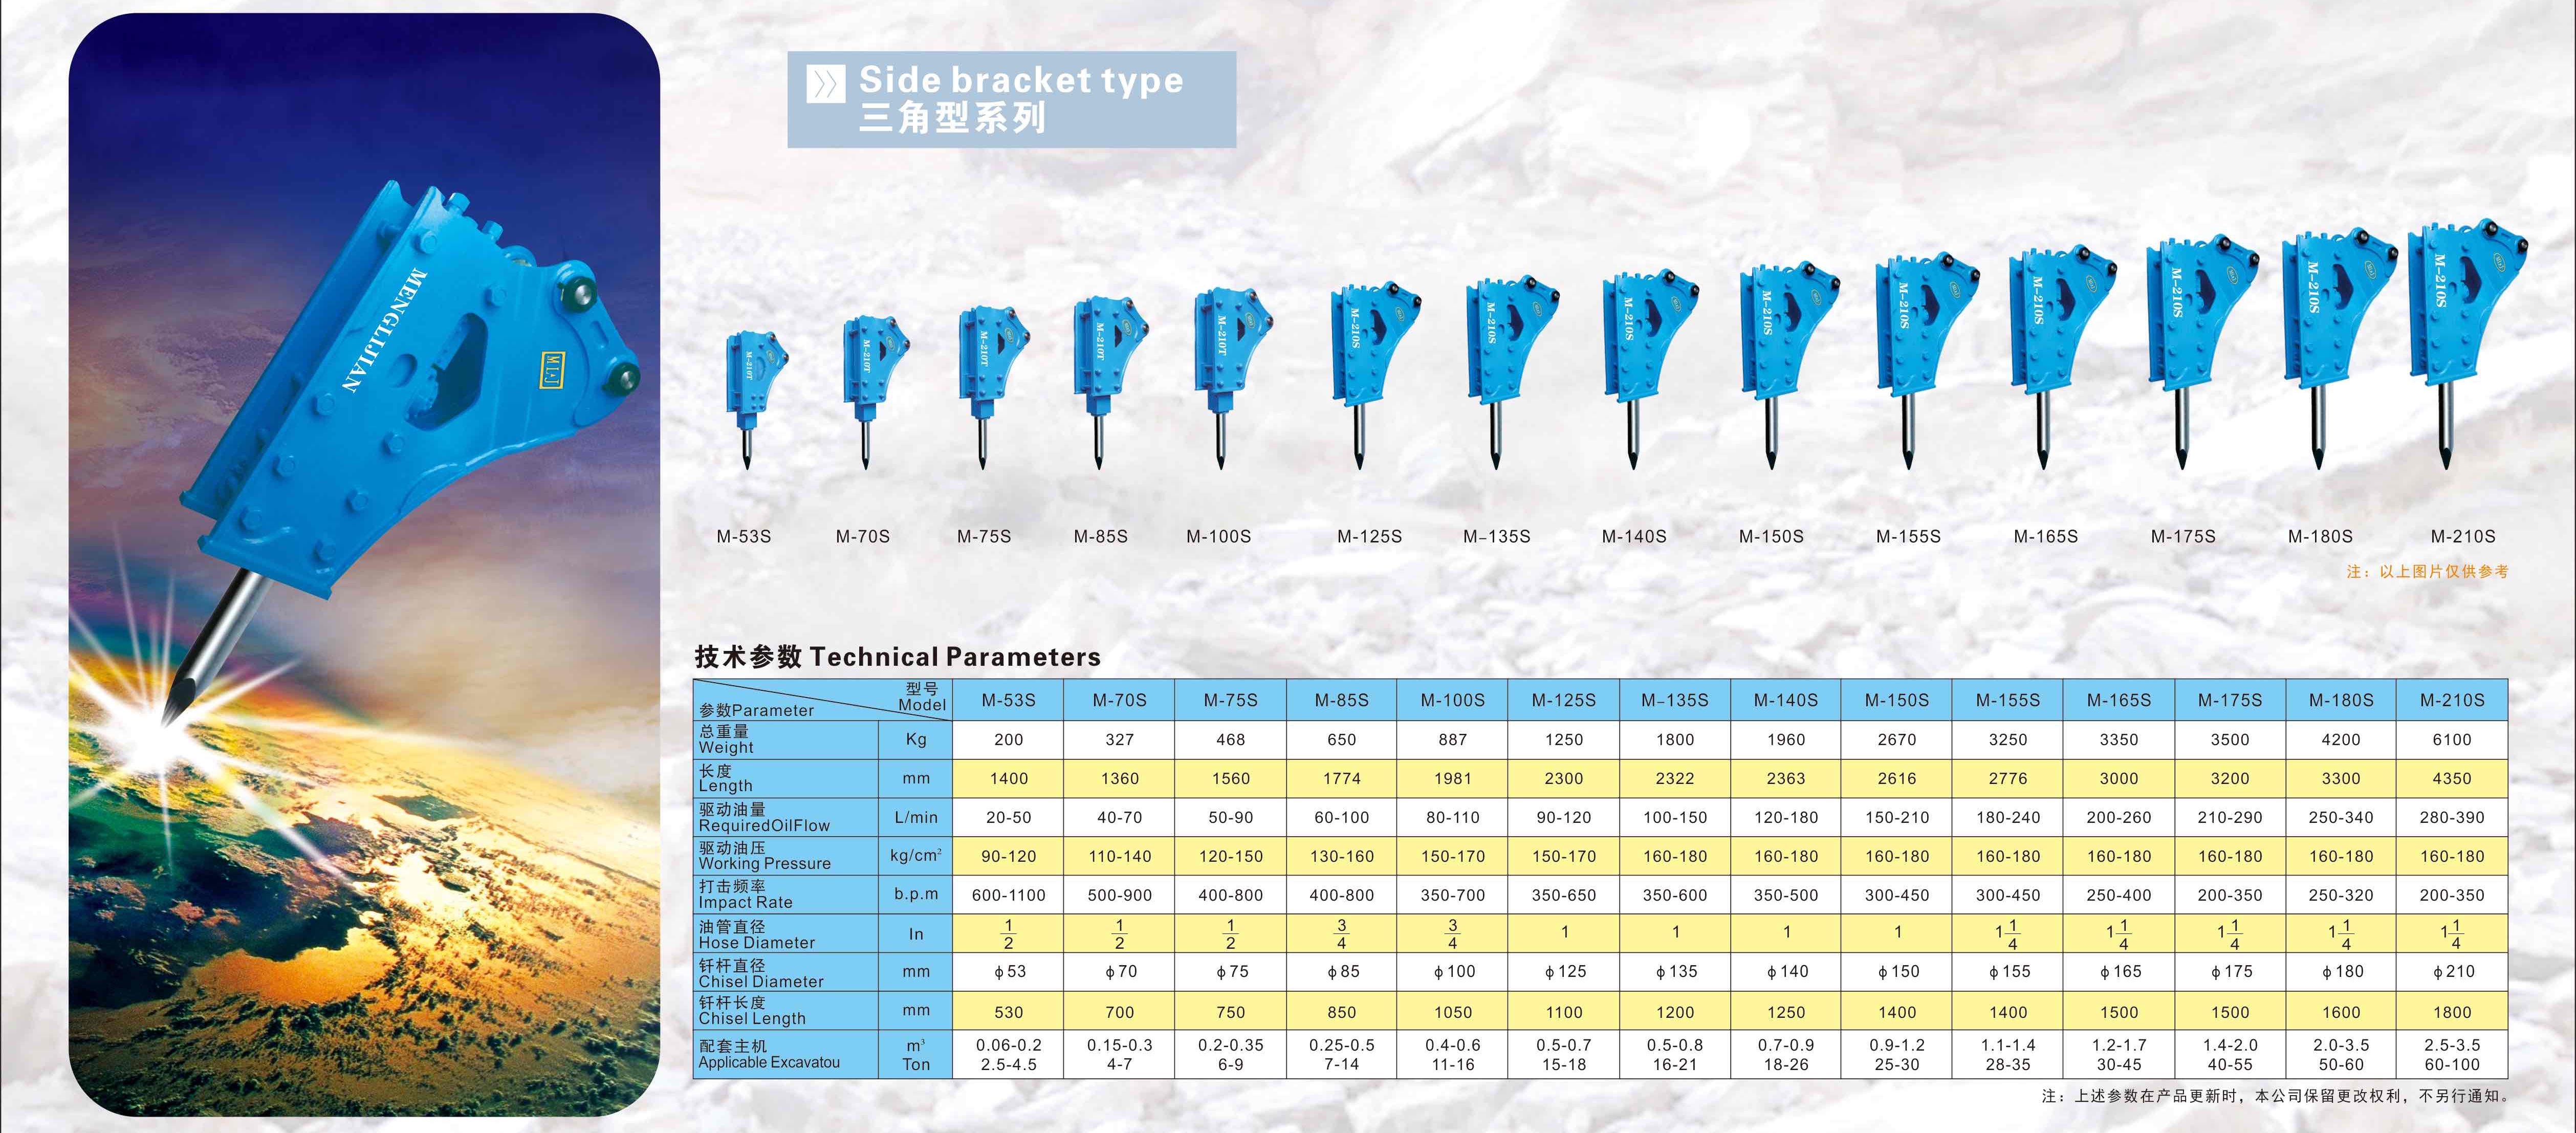 Side bracket type
三角型系列
MENGLIJIAN
M-210T
M-210T
M-210T
M-210T
M-210T
M-210S
M-210S
M-210S
M-210S
M-210S
M-210S
M-210S
M-210S
M-210S
M-53S M-70S M-75S M-85S M-100S M-125S M-135S M-140S M-150S M-155S M-165S M-175S M-180S M-210S
注：以上图片仅供参考
技术参数 Technical Parameters
参数Parameter 型号 Model M-53S M-70S M-75S M-85S M-100S M-125S M-135S M-140S M-150S M-155S M-165S M-175S M-180S M-210S
总重量 Weight Kg 200 327 468 650 887 1250 1800 1960 2670 3250 3350 3500 4200 6100
长度 Length mm 1400 1360 1560 1774 1981 2300 2322 2363 2616 2776 3000 3200 3300 4350
驱动油量 RequiredOilFlow L/min 20-50 40-70 50-90 60-100 80-110 90-120 100-150 120-180 150-210 180-240 200-260 210-290 250-340 280-390
驱动油压 Working Pressure kg/cm² 90-120 110-140 120-150 130-160 150-170 150-170 160-180 160-180 160-180 160-180 160-180 160-180 160-180 160-180
打击频率 Impact Rate b.p.m 600-1100 500-900 400-800 400-800 350-700 350-650 350-600 350-500 300-450 300-450 250-400 200-350 250-320 200-350
油管直径 Hose Diameter In 1/2 1/2 1/2 3/4 3/4 1 1 1 1 1 1/4 1 1/4 1 1/4 1 1/4 1 1/4
钎杆直径 Chisel Diameter mm φ53 φ70 φ75 φ85 φ100 φ125 φ135 φ140 φ150 φ155 φ165 φ175 φ180 φ210
钎杆长度 Chisel Length mm 530 700 750 850 1050 1100 1200 1250 1400 1400 1500 1500 1600 1800
配套主机 m³ 0.06-0.2 0.15-0.3 0.2-0.35 0.25-0.5 0.4-0.6 0.5-0.7 0.5-0.8 0.7-0.9 0.9-1.2 1.1-1.4 1.2-1.7 1.4-2.0 2.0-3.5 2.5-3.5
Applicable Excavatou Ton 2.5-4.5 4-7 6-9 7-14 11-16 15-18 16-21 18-26 25-30 28-35 30-45 40-55 50-60 60-100
注：上述参数在产品更新时，本公司保留更改权利，不另行通知。